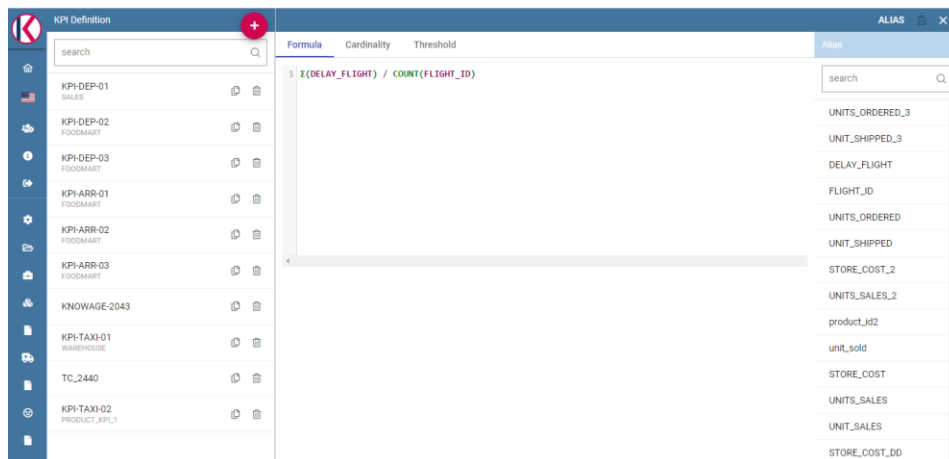 KPI Definition
+
ALIAS
search
KPI-DEP-01
SALES
KPI-DEP-02
FOODMART
KPI-DEP-03
FOODMART
KPI-ARR-01
FOODMART
KPI-ARR-02
FOODMART
KPI-ARR-03
FOODMART
KNOWAGE-2043
KPI-TAXI-01
WAREHOUSE
TC_2440
KPI-TAXI-02
PRODUCT_KPI_1
Formula Cardinality Threshold
1 Σ(DELAY_FLIGHT) / COUNT(FLIGHT_ID)
Alias
search
UNITS_ORDERED_3
UNIT_SHIPPED_3
DELAY_FLIGHT
FLIGHT_ID
UNITS_ORDERED
UNIT_SHIPPED
STORE_COST_2
UNITS_SALES_2
product_id2
unit_sold
STORE_COST
UNITS_SALES
UNIT_SALES
STORE_COST_DD